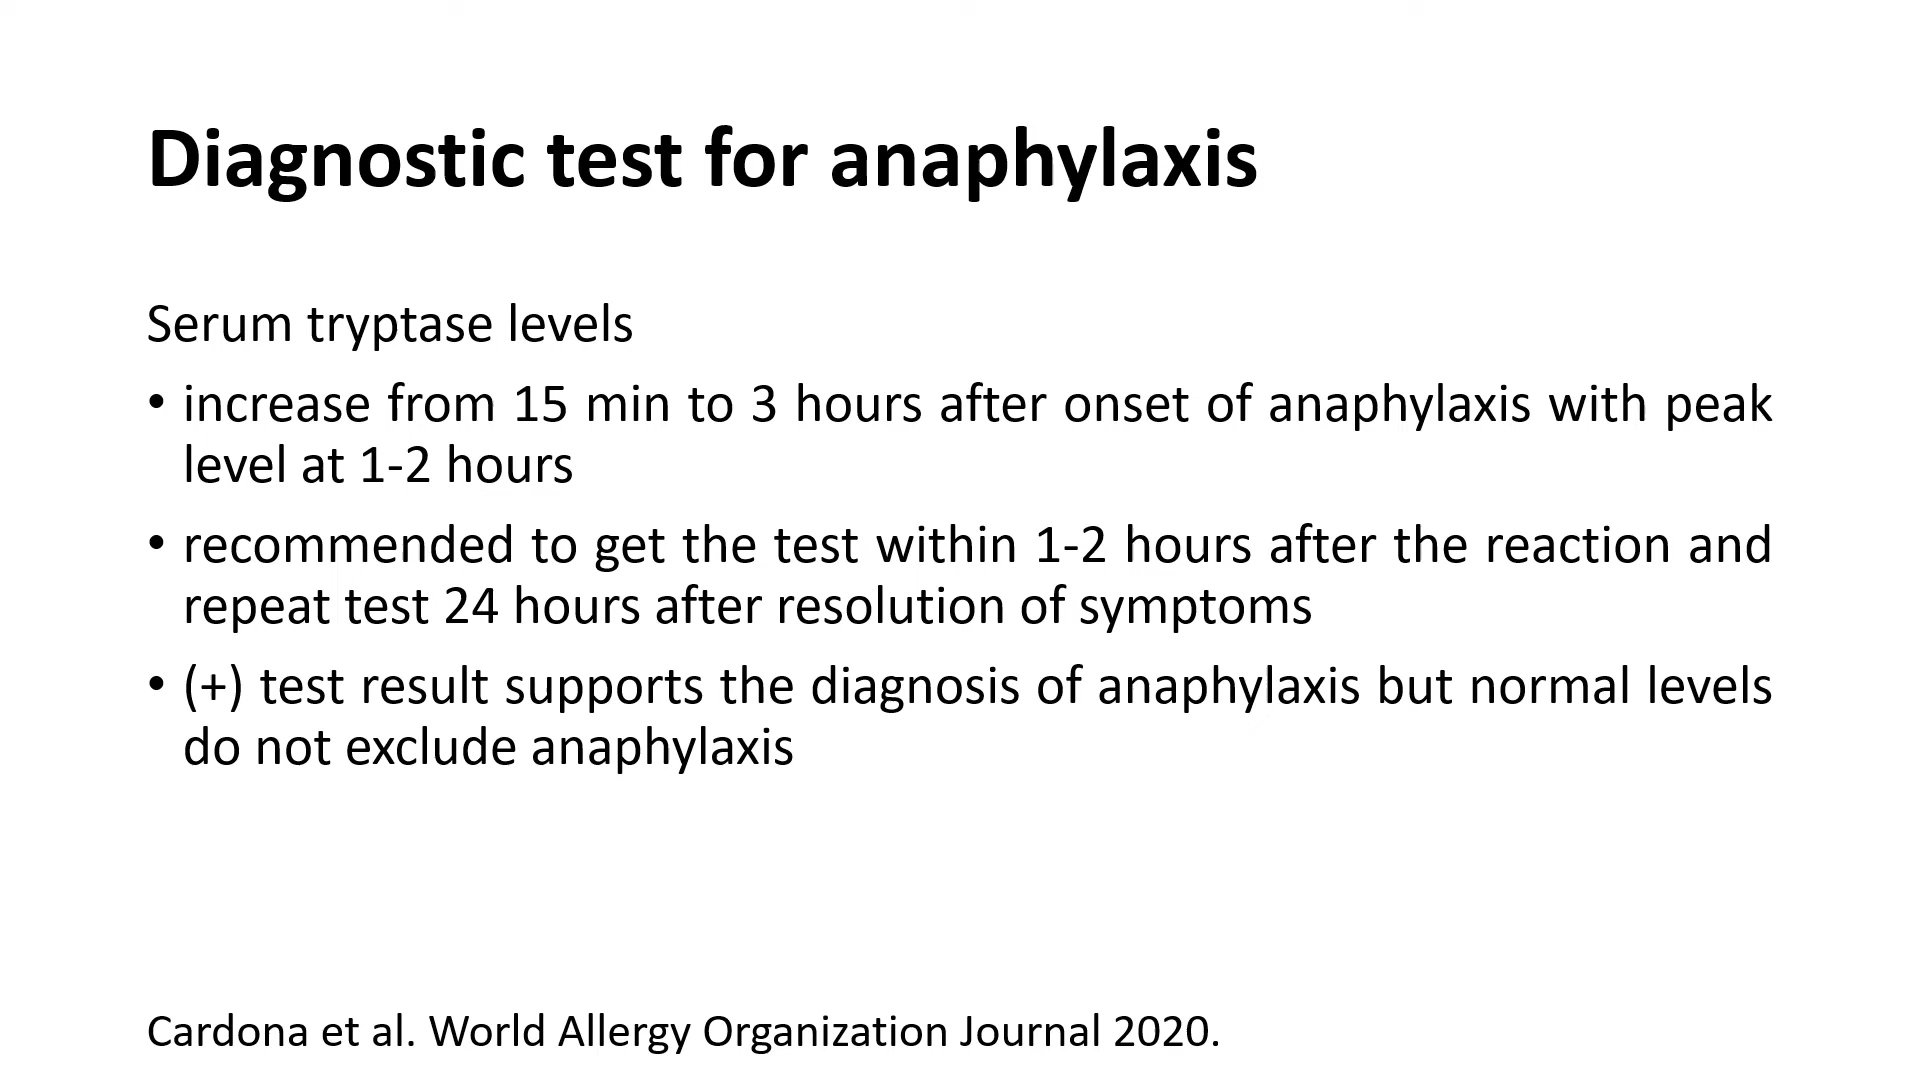 Diagnostic test for anaphylaxis
Serum tryptase levels
• increase from 15 min to 3 hours after onset of anaphylaxis with peak
level at 1-2 hours
• recommended to get the test within 1-2 hours after the reaction and
repeat test 24 hours after resolution of symptoms
• (+) test result supports the diagnosis of anaphylaxis but normal levels
do not exclude anaphylaxis
Cardona et al. World Allergy Organization Journal 2020.